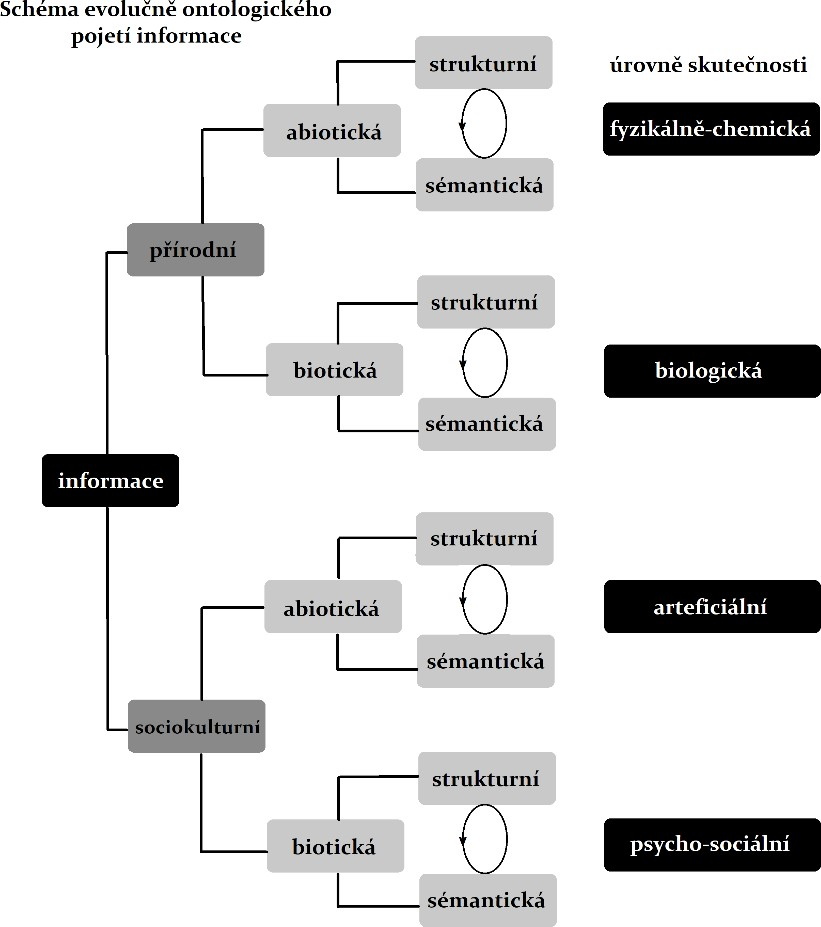 Schéma evolučně ontologického
pojetí informace
strukturní
úrovně skutečnosti
abiotická
fyzikálně-chemická
sémantická
přírodní
strukturní
biotická
biologická
sémantická
informace
strukturní
abiotická
arteficiální
sémantická
sociokulturní
strukturní
biotická
psycho-sociální
sémantická